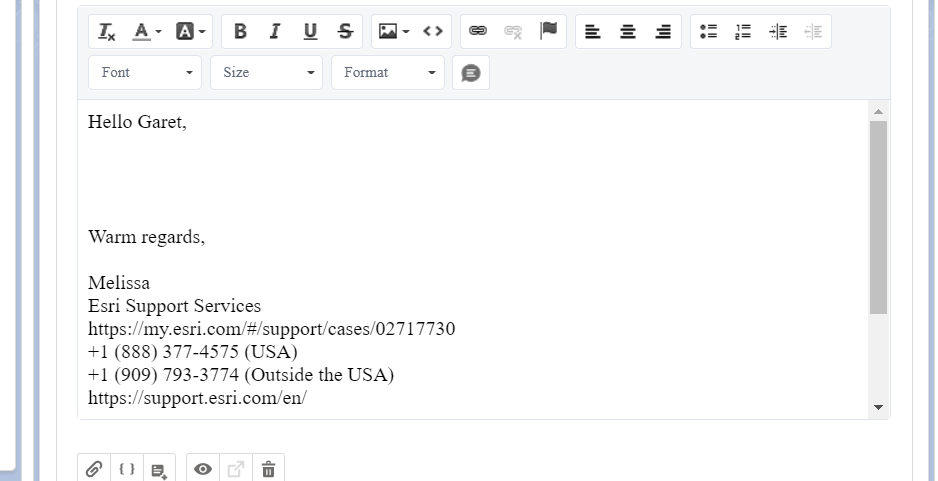 Font
Size
Format
Hello Garet,
Warm regards,
Melissa
Esri Support Services
https://my.esri.com/#/support/cases/02717730
+1 (888) 377-4575 (USA)
+1 (909) 793-3774 (Outside the USA)
https://support.esri.com/en/